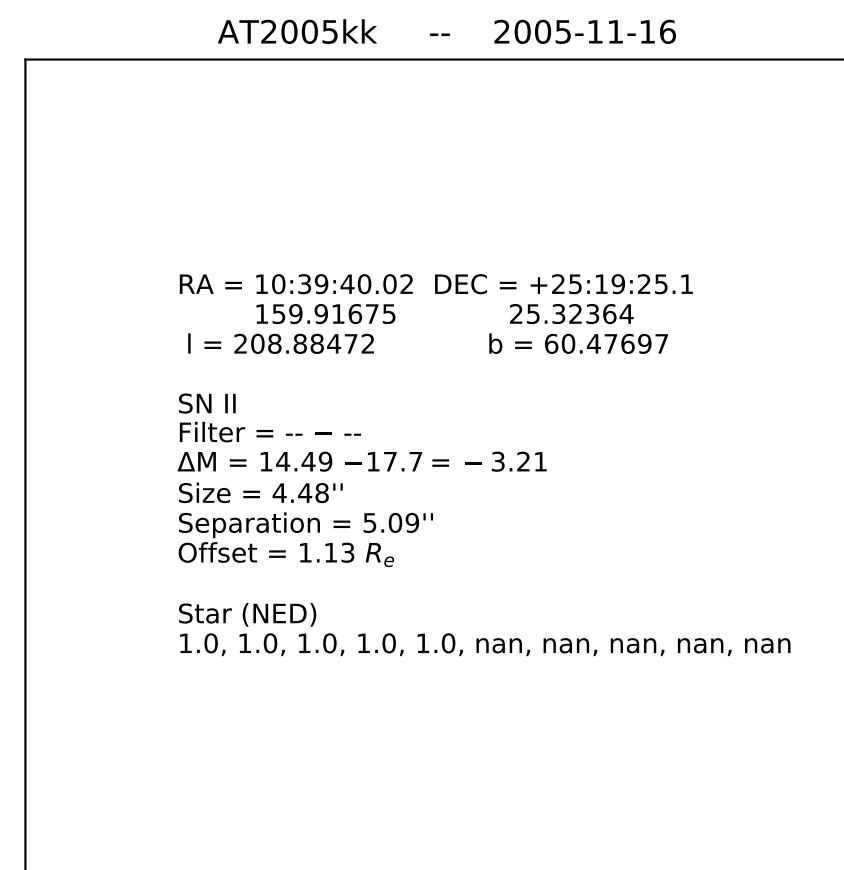 AT2005kk -- 2005-11-16
RA = 10:39:40.02 DEC = +25:19:25.1
159.91675 25.32364
l = 208.88472 b = 60.47697
SN II
Filter = -- − --
ΔM = 14.49 −17.7 = − 3.21
Size = 4.48''
Separation = 5.09''
Offset = 1.13 Rₑ
Star (NED)
1.0, 1.0, 1.0, 1.0, 1.0, nan, nan, nan, nan, nan